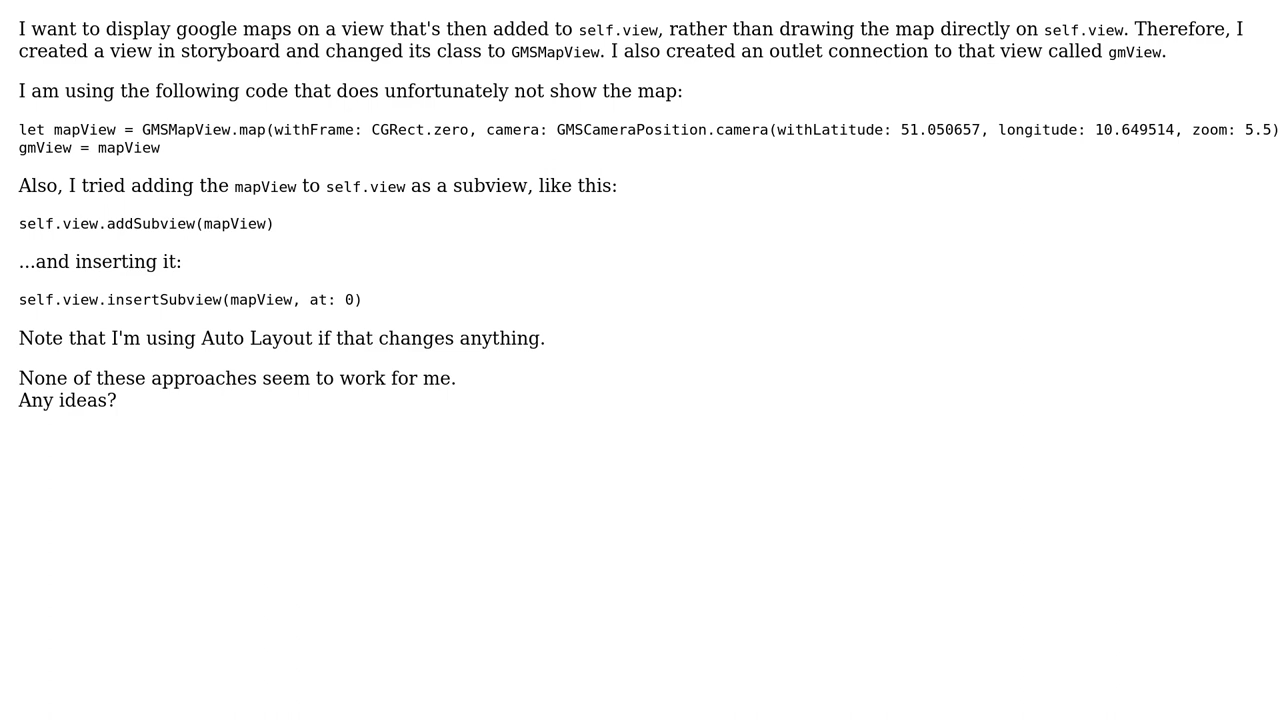 I want to display google maps on a view that's then added to self.view, rather than drawing the map directly on self.view. Therefore, I
created a view in storyboard and changed its class to GMSMapView. I also created an outlet connection to that view called gmView.
I am using the following code that does unfortunately not show the map:
let mapView = GMSMapView.map(withFrame: CGRect.zero, camera: GMSCameraPosition.camera(withLatitude: 51.050657, longitude: 10.649514, zoom: 5.5)
gmView = mapView
Also, I tried adding the mapView to self.view as a subview, like this:
self.view.addSubview(mapView)
...and inserting it:
self.view.insertSubview(mapView, at: 0)
Note that I'm using Auto Layout if that changes anything.
None of these approaches seem to work for me.
Any ideas?